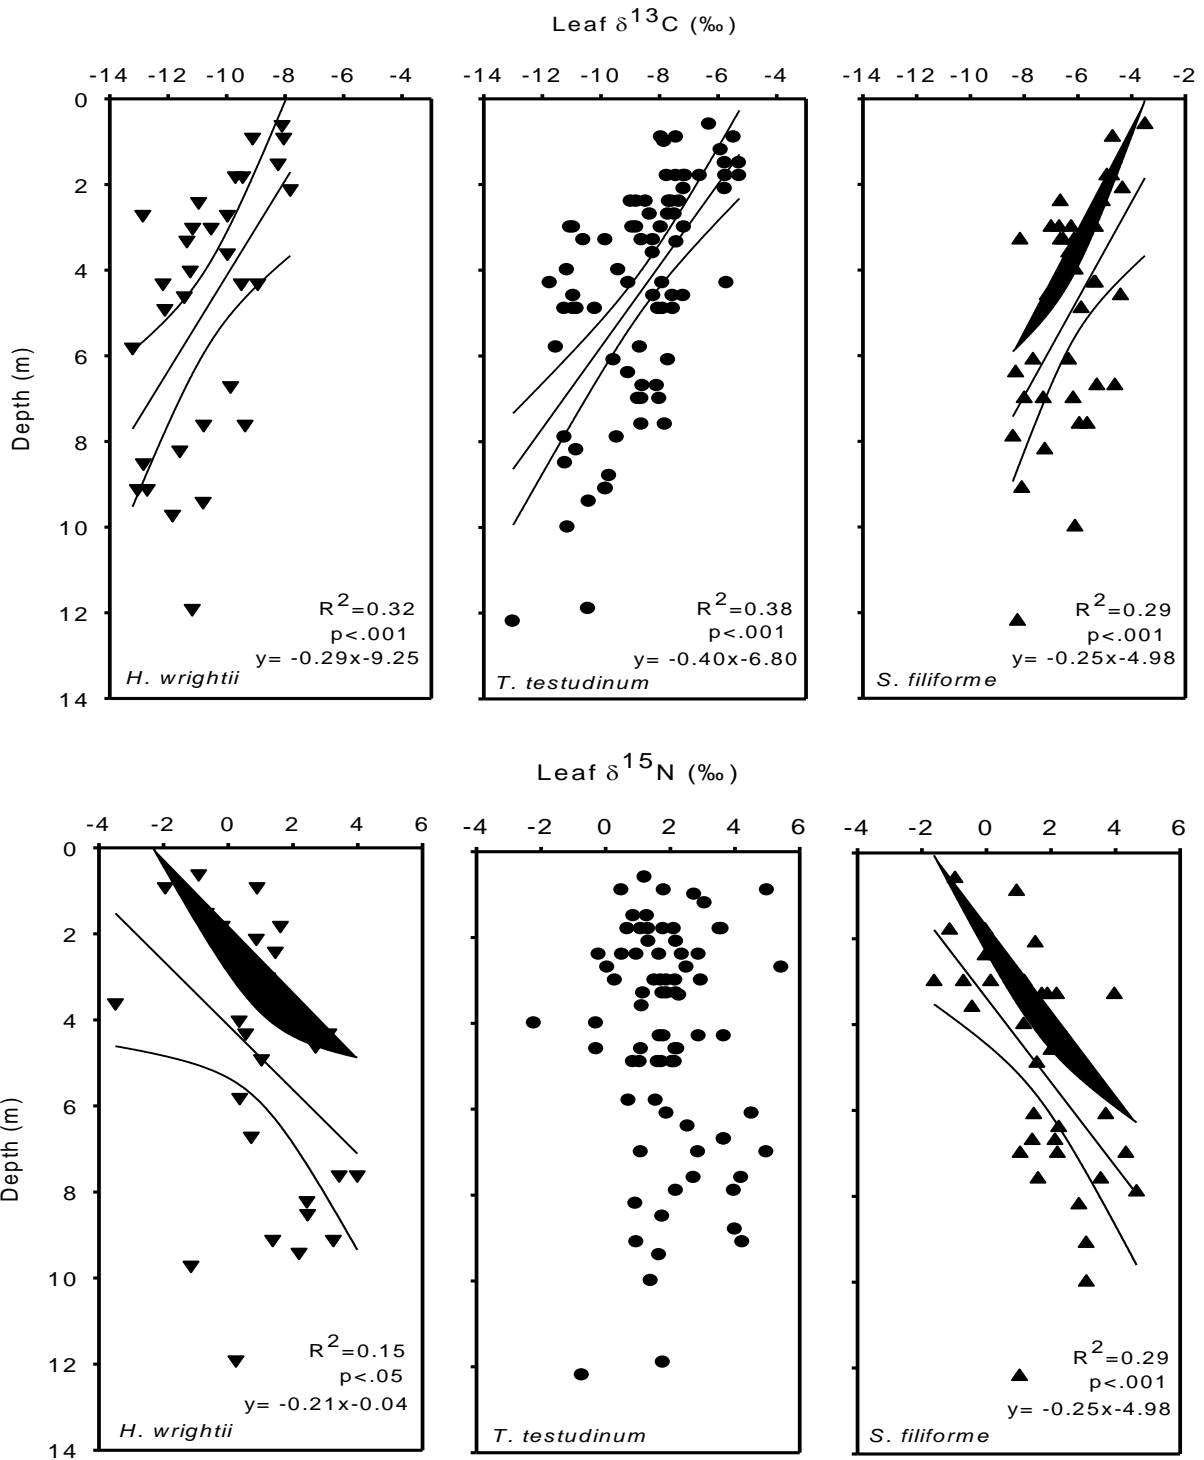 Leaf δ13C (‰)
-14 -12 -10 -8 -6 -4
-14 -12 -10 -8 -6 -4
-14 -12 -10 -8 -6 -4 -2
0
2
4
6
8
10
12
14
Depth (m)
R2=0.32
p<.001
y= -0.29x-9.25
H. wrightii
R2=0.38
p<.001
y= -0.40x-6.80
T. testudinum
R2=0.29
p<.001
y= -0.25x-4.98
S. filiforme
Leaf δ15N (‰)
-4 -2 0 2 4 6
-4 -2 0 2 4 6
-4 -2 0 2 4 6
0
2
4
6
8
10
12
14
Depth (m)
R2=0.15
p<.05
y= -0.21x-0.04
H. wrightii
T. testudinum
R2=0.29
p<.001
y= -0.25x-4.98
S. filiforme